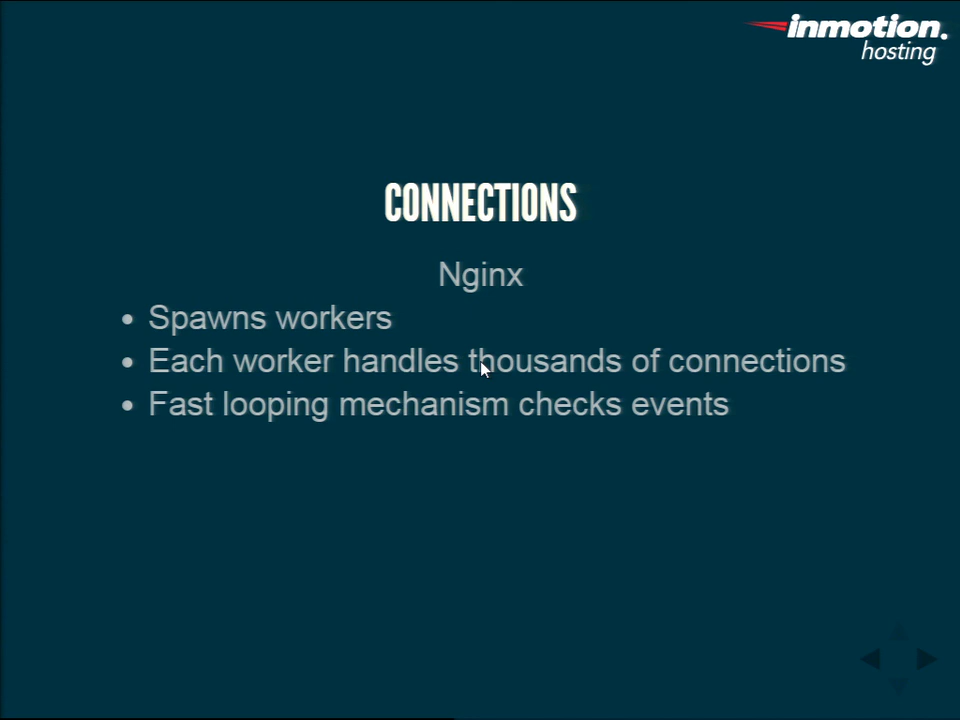 inmotion.
hosting
CONNECTIONS
Nginx
Spawns workers
Each worker handles thousands of connections
Fast looping mechanism checks events